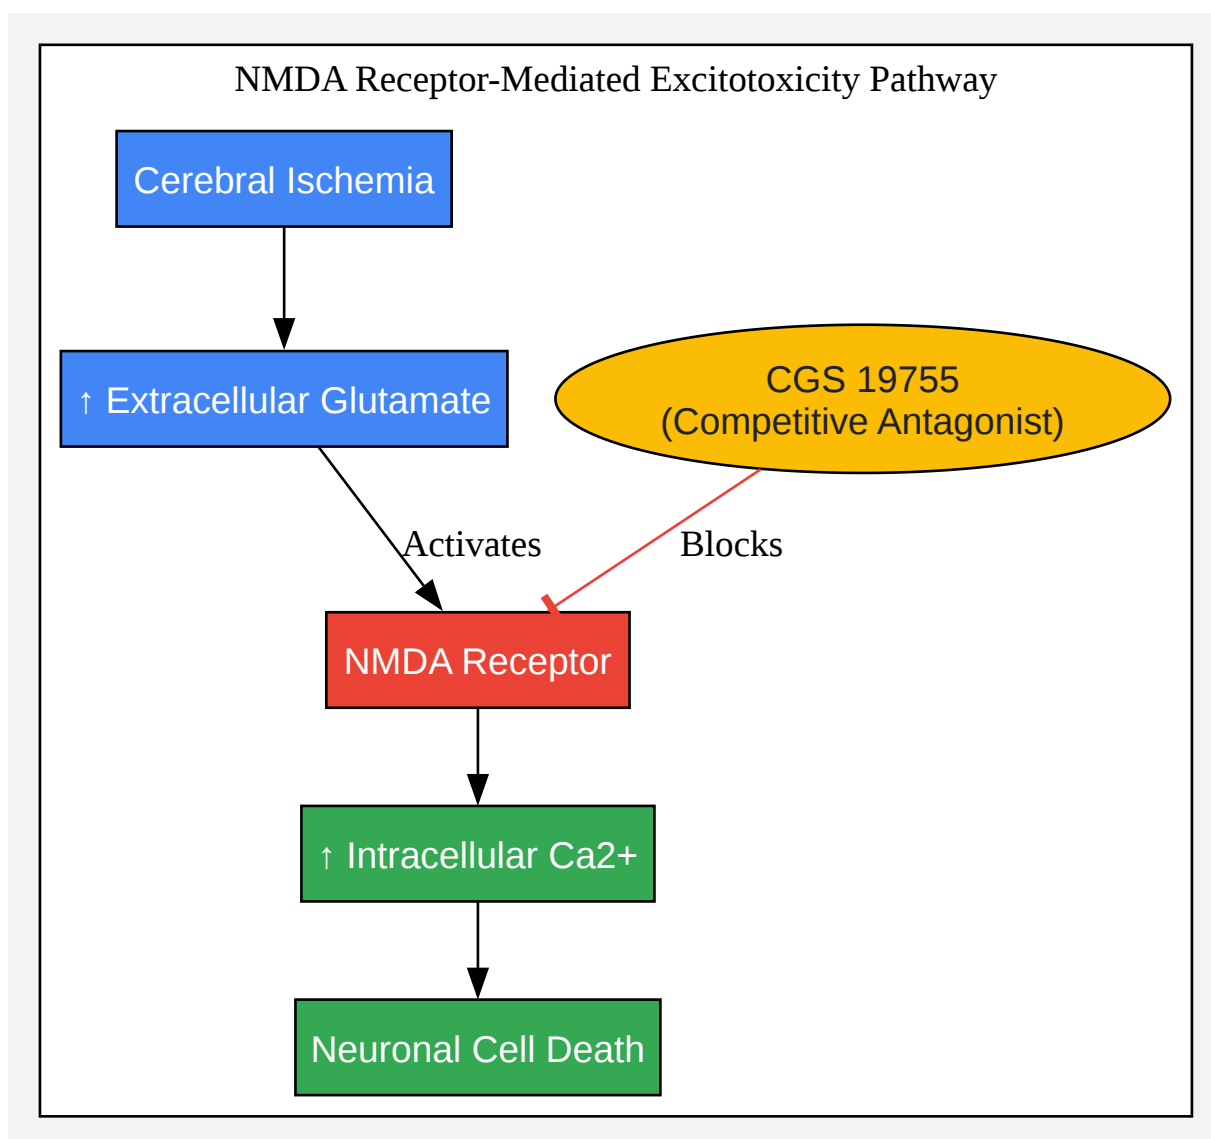 NMDA Receptor-Mediated Excitotoxicity Pathway
Cerebral Ischemia
↑ Extracellular Glutamate
CGS 19755
(Competitive Antagonist)
Activates
Blocks
NMDA Receptor
↑ Intracellular Ca2+
Neuronal Cell Death